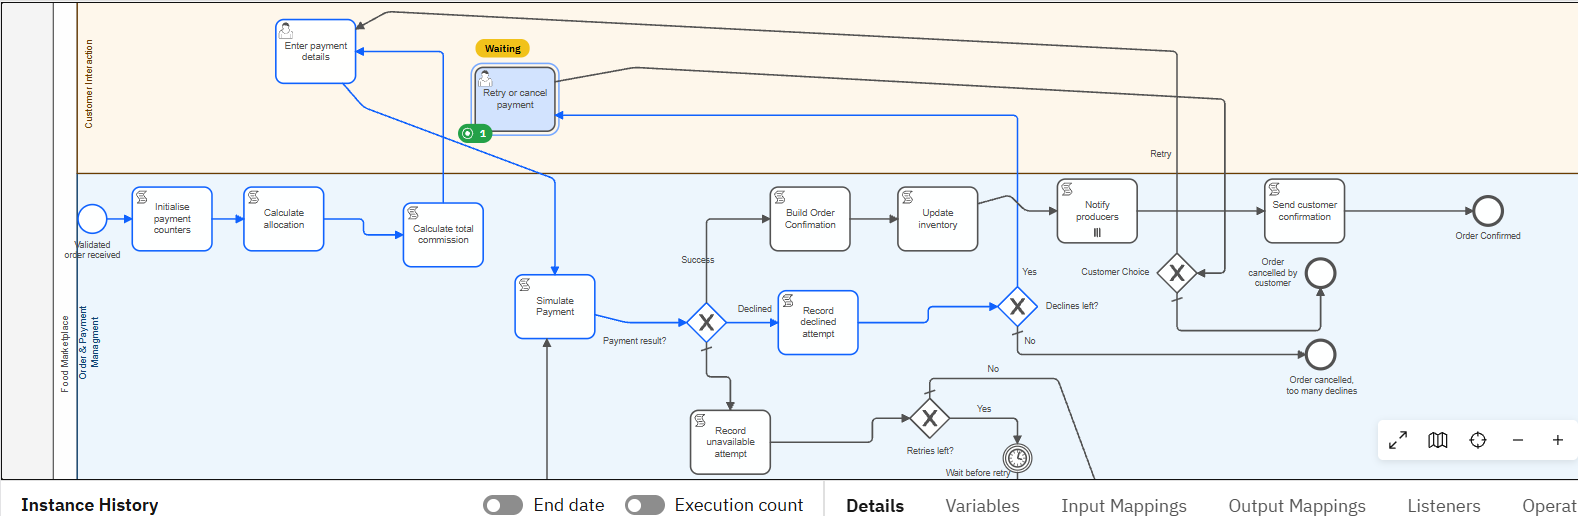 Customer Interaction
Enter payment
details
Waiting
Retry or cancel
payment
1
Retry
Food Marketplace
Order & Payment
Managment
Validated
order received
Initialise
payment
counters
Calculate
allocation
Calculate total
commission
Simulate
Payment
Payment result?
Success
Declined
Build Order
Confimation
Update
inventory
Notify
producers
Send customer
confirmation
Order Confirmed
Record
declined
attempt
Yes
Declines left?
No
Customer Choice
Order
cancelled by
customer
Order cancelled,
too many declines
Record
unavailable
attempt
Retries left?
No
Yes
Wait before retry
Instance History
End date
Execution count
Details
Variables
Input Mappings
Output Mappings
Listeners
Operat